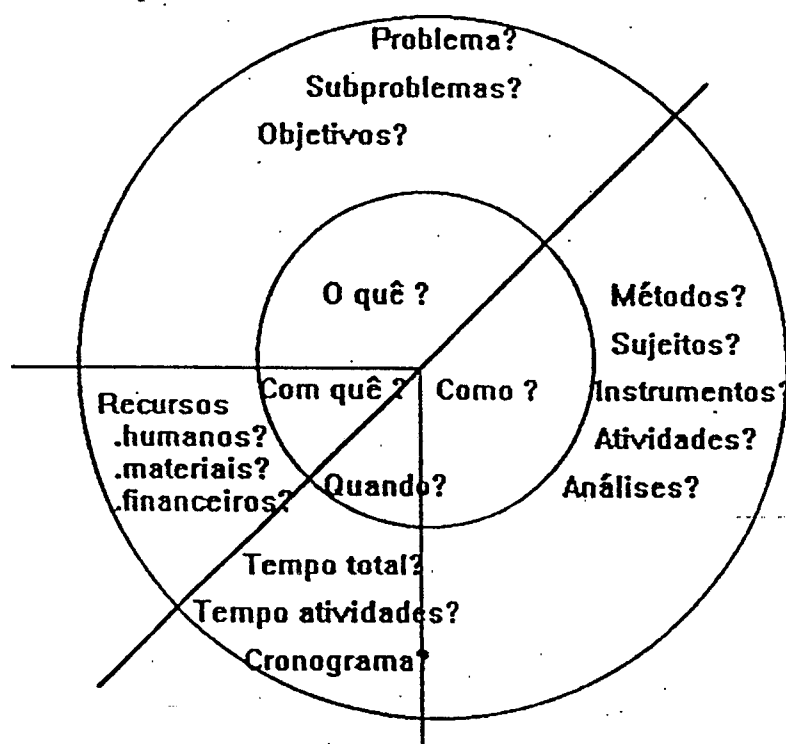 Problema?
Subproblemas?
Objetivos?
O quê ?
Métodos?
Sujeitos?
Instrumentos?
Atividades?
Análises?
Com quê ?
Como ?
Recursos
.humanos?
.materiais?
.financeiros?
Quando?
Tempo total?
Tempo atividades?
Cronograma?